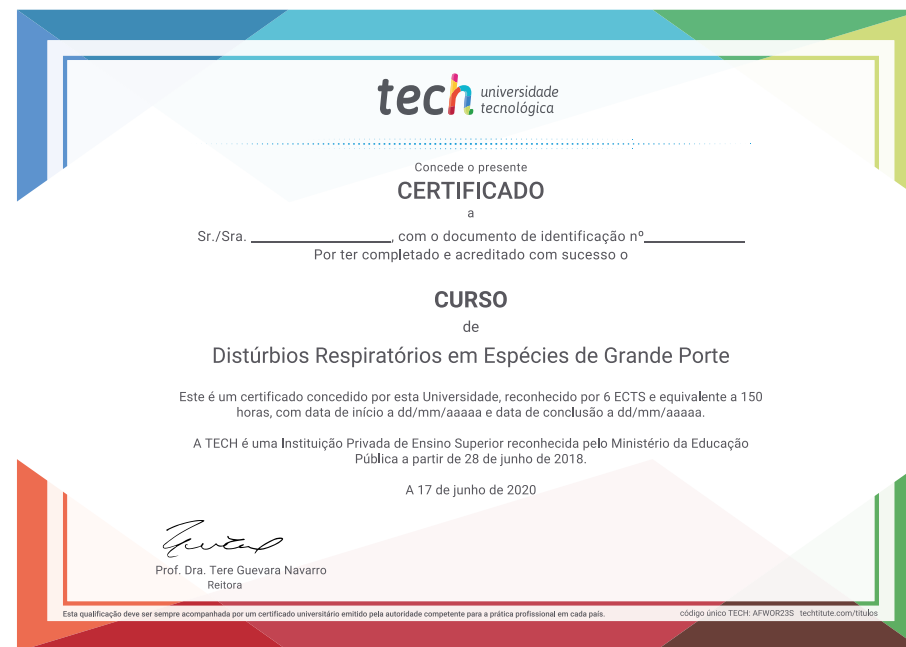 tech universidade
tecnológica
Concede o presente
CERTIFICADO
a
Sr./Sra. ________________, com o documento de identificação nº____________
Por ter completado e acreditado com sucesso o
CURSO
de
Distúrbios Respiratórios em Espécies de Grande Porte
Este é um certificado concedido por esta Universidade, reconhecido por 6 ECTS e equivalente a 150
horas, com data de início a dd/mm/aaaaa e data de conclusão a dd/mm/aaaaa.
A TECH é uma Instituição Privada de Ensino Superior reconhecida pelo Ministério da Educação
Pública a partir de 28 de junho de 2018.
A 17 de junho de 2020
Prof. Dra. Tere Guevara Navarro
Reitora
Esta qualificação deve ser sempre acompanhada por um certificado universitário emitido pela autoridade competente para a prática profissional em cada país.
código único TECH: AFWOR23S techtitute.com/titulos